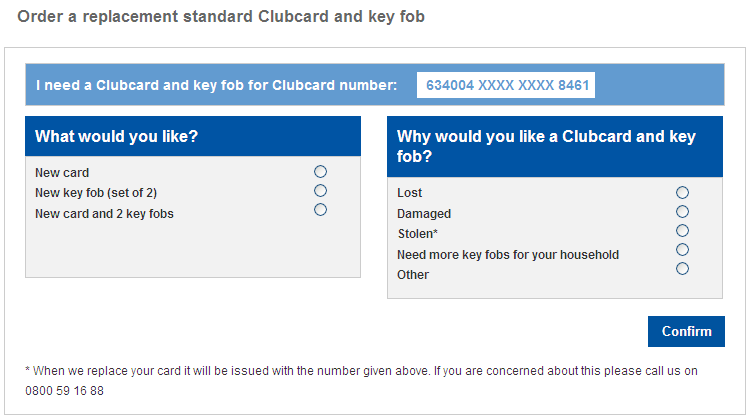 Order a replacement standard Clubcard and key fob
I need a Clubcard and key fob for Clubcard number: 634004 XXXX XXXX 8461
What would you like?
New card
New key fob (set of 2)
New card and 2 key fobs
Why would you like a Clubcard and key
fob?
Lost
Damaged
Stolen*
Need more key fobs for your household
Other
Confirm
* When we replace your card it will be issued with the number given above. If you are concerned about this please call us on
0800 59 16 88